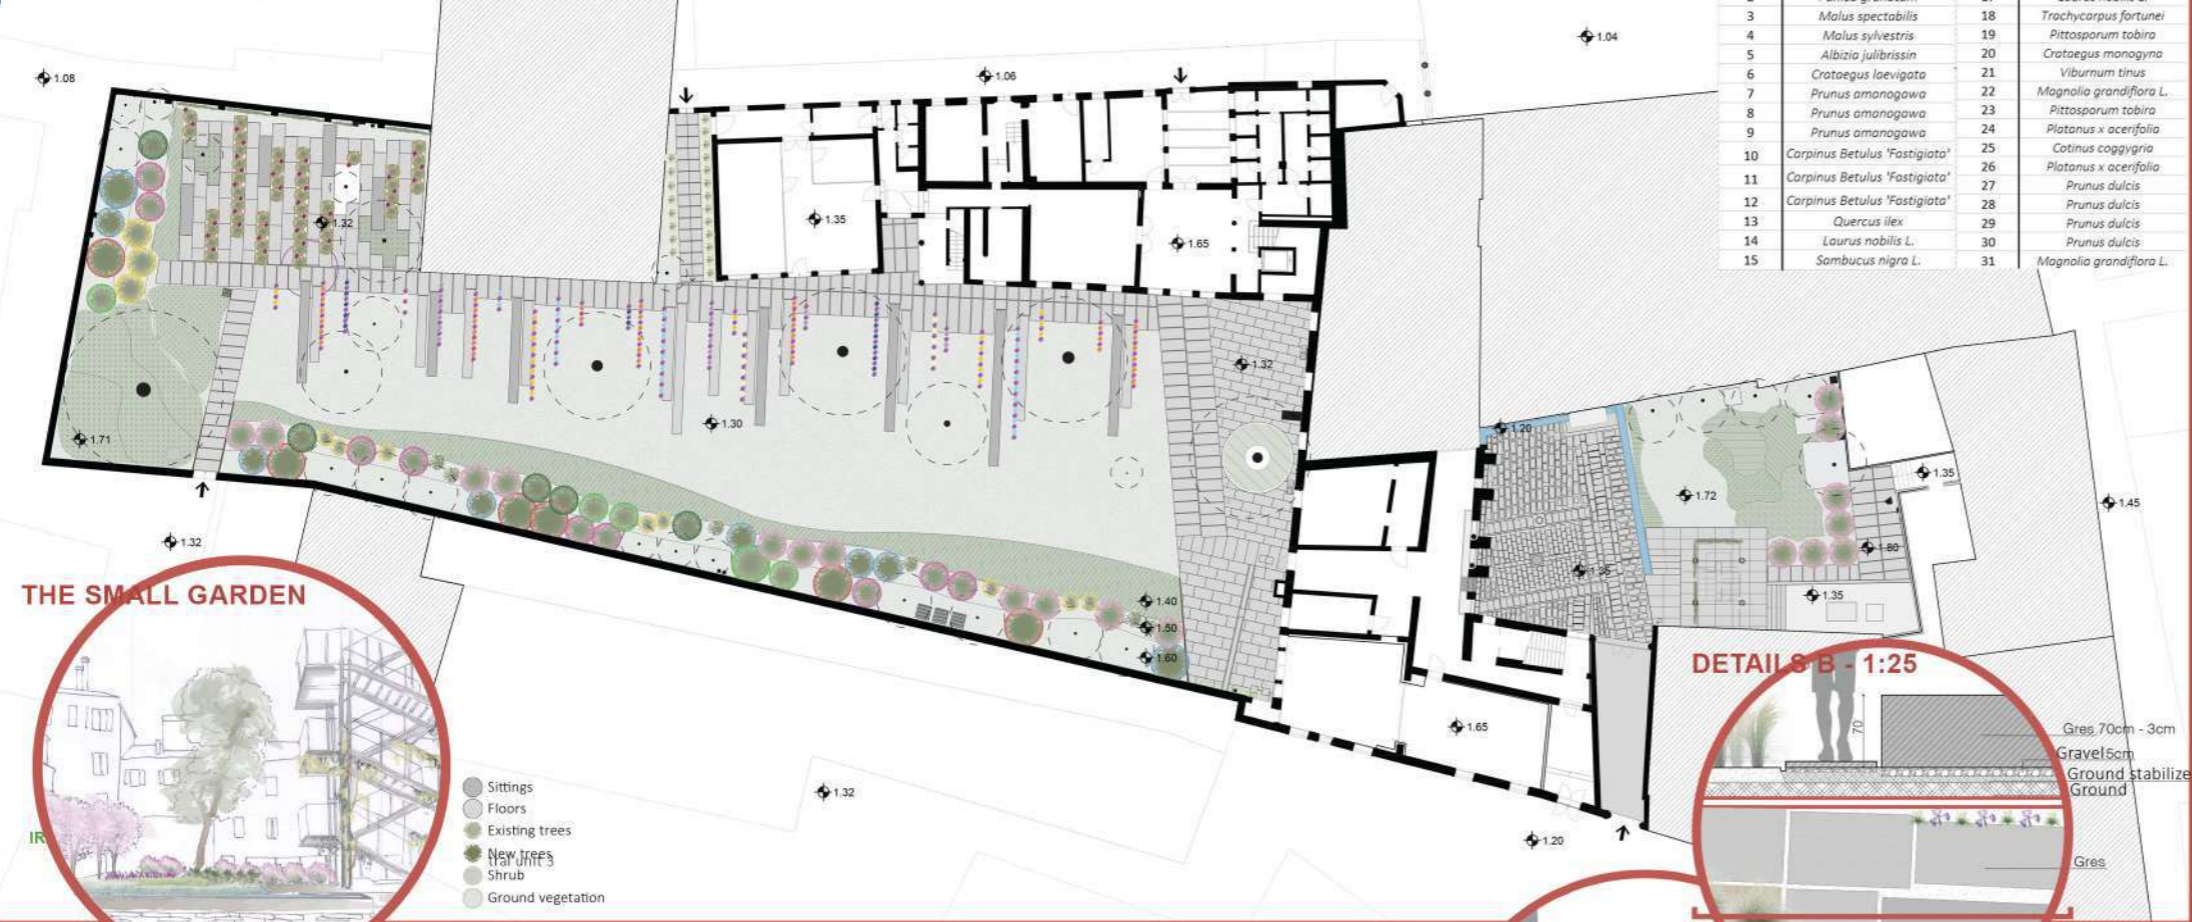 3 Malus spectabilis 18 Trachycarpus fortunei
4 Malus sylvestris 19 Pittosporum tobira
5 Albizia julibrissin 20 Crataegus monogyna
6 Crataegus laevigata 21 Viburnum tinus
7 Prunus amanogawa 22 Magnolia grandiflora L.
8 Prunus amanogawa 23 Pittosporum tobira
9 Prunus amanogawa 24 Platanus x acerifolia
10 Carpinus Betulus 'Fastigiata' 25 Cotinus coggygria
11 Carpinus Betulus 'Fastigiata' 26 Platanus x acerifolia
12 Carpinus Betulus 'Fastigiata' 27 Prunus dulcis
28 Prunus dulcis
13 Quercus ilex 29 Prunus dulcis
14 Laurus nobilis L. 30 Prunus dulcis
15 Sambucus nigra L. 31 Magnolia grandiflora L.
1.04
1.08
1.06
1.32
1.35
1.65
1.32
1.30
1.71
1.20
1.72
1.35
1.45
1.80
1.35
1.32
1.40
1.50
1.60
1.65
1.32
1.20
THE SMALL GARDEN
IR
Sittings
Floors
Existing trees
New trees
tral unit 3
Shrub
Ground vegetation
DETAILS B - 1:25
70
Gres 70cm - 3cm
Gravel 5cm
Ground stabilize
Ground
Gres